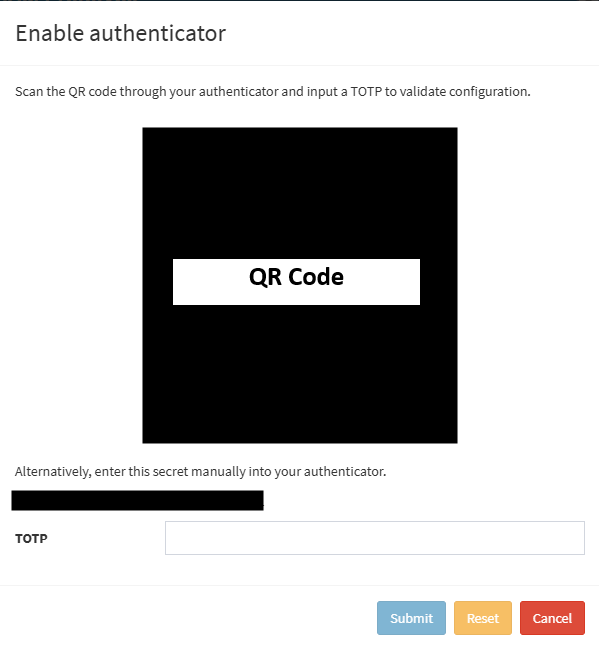 Enable authenticator
Scan the QR code through your authenticator and input a TOTP to validate configuration.
QR Code
Alternatively, enter this secret manually into your authenticator.
TOTP
Submit Reset Cancel